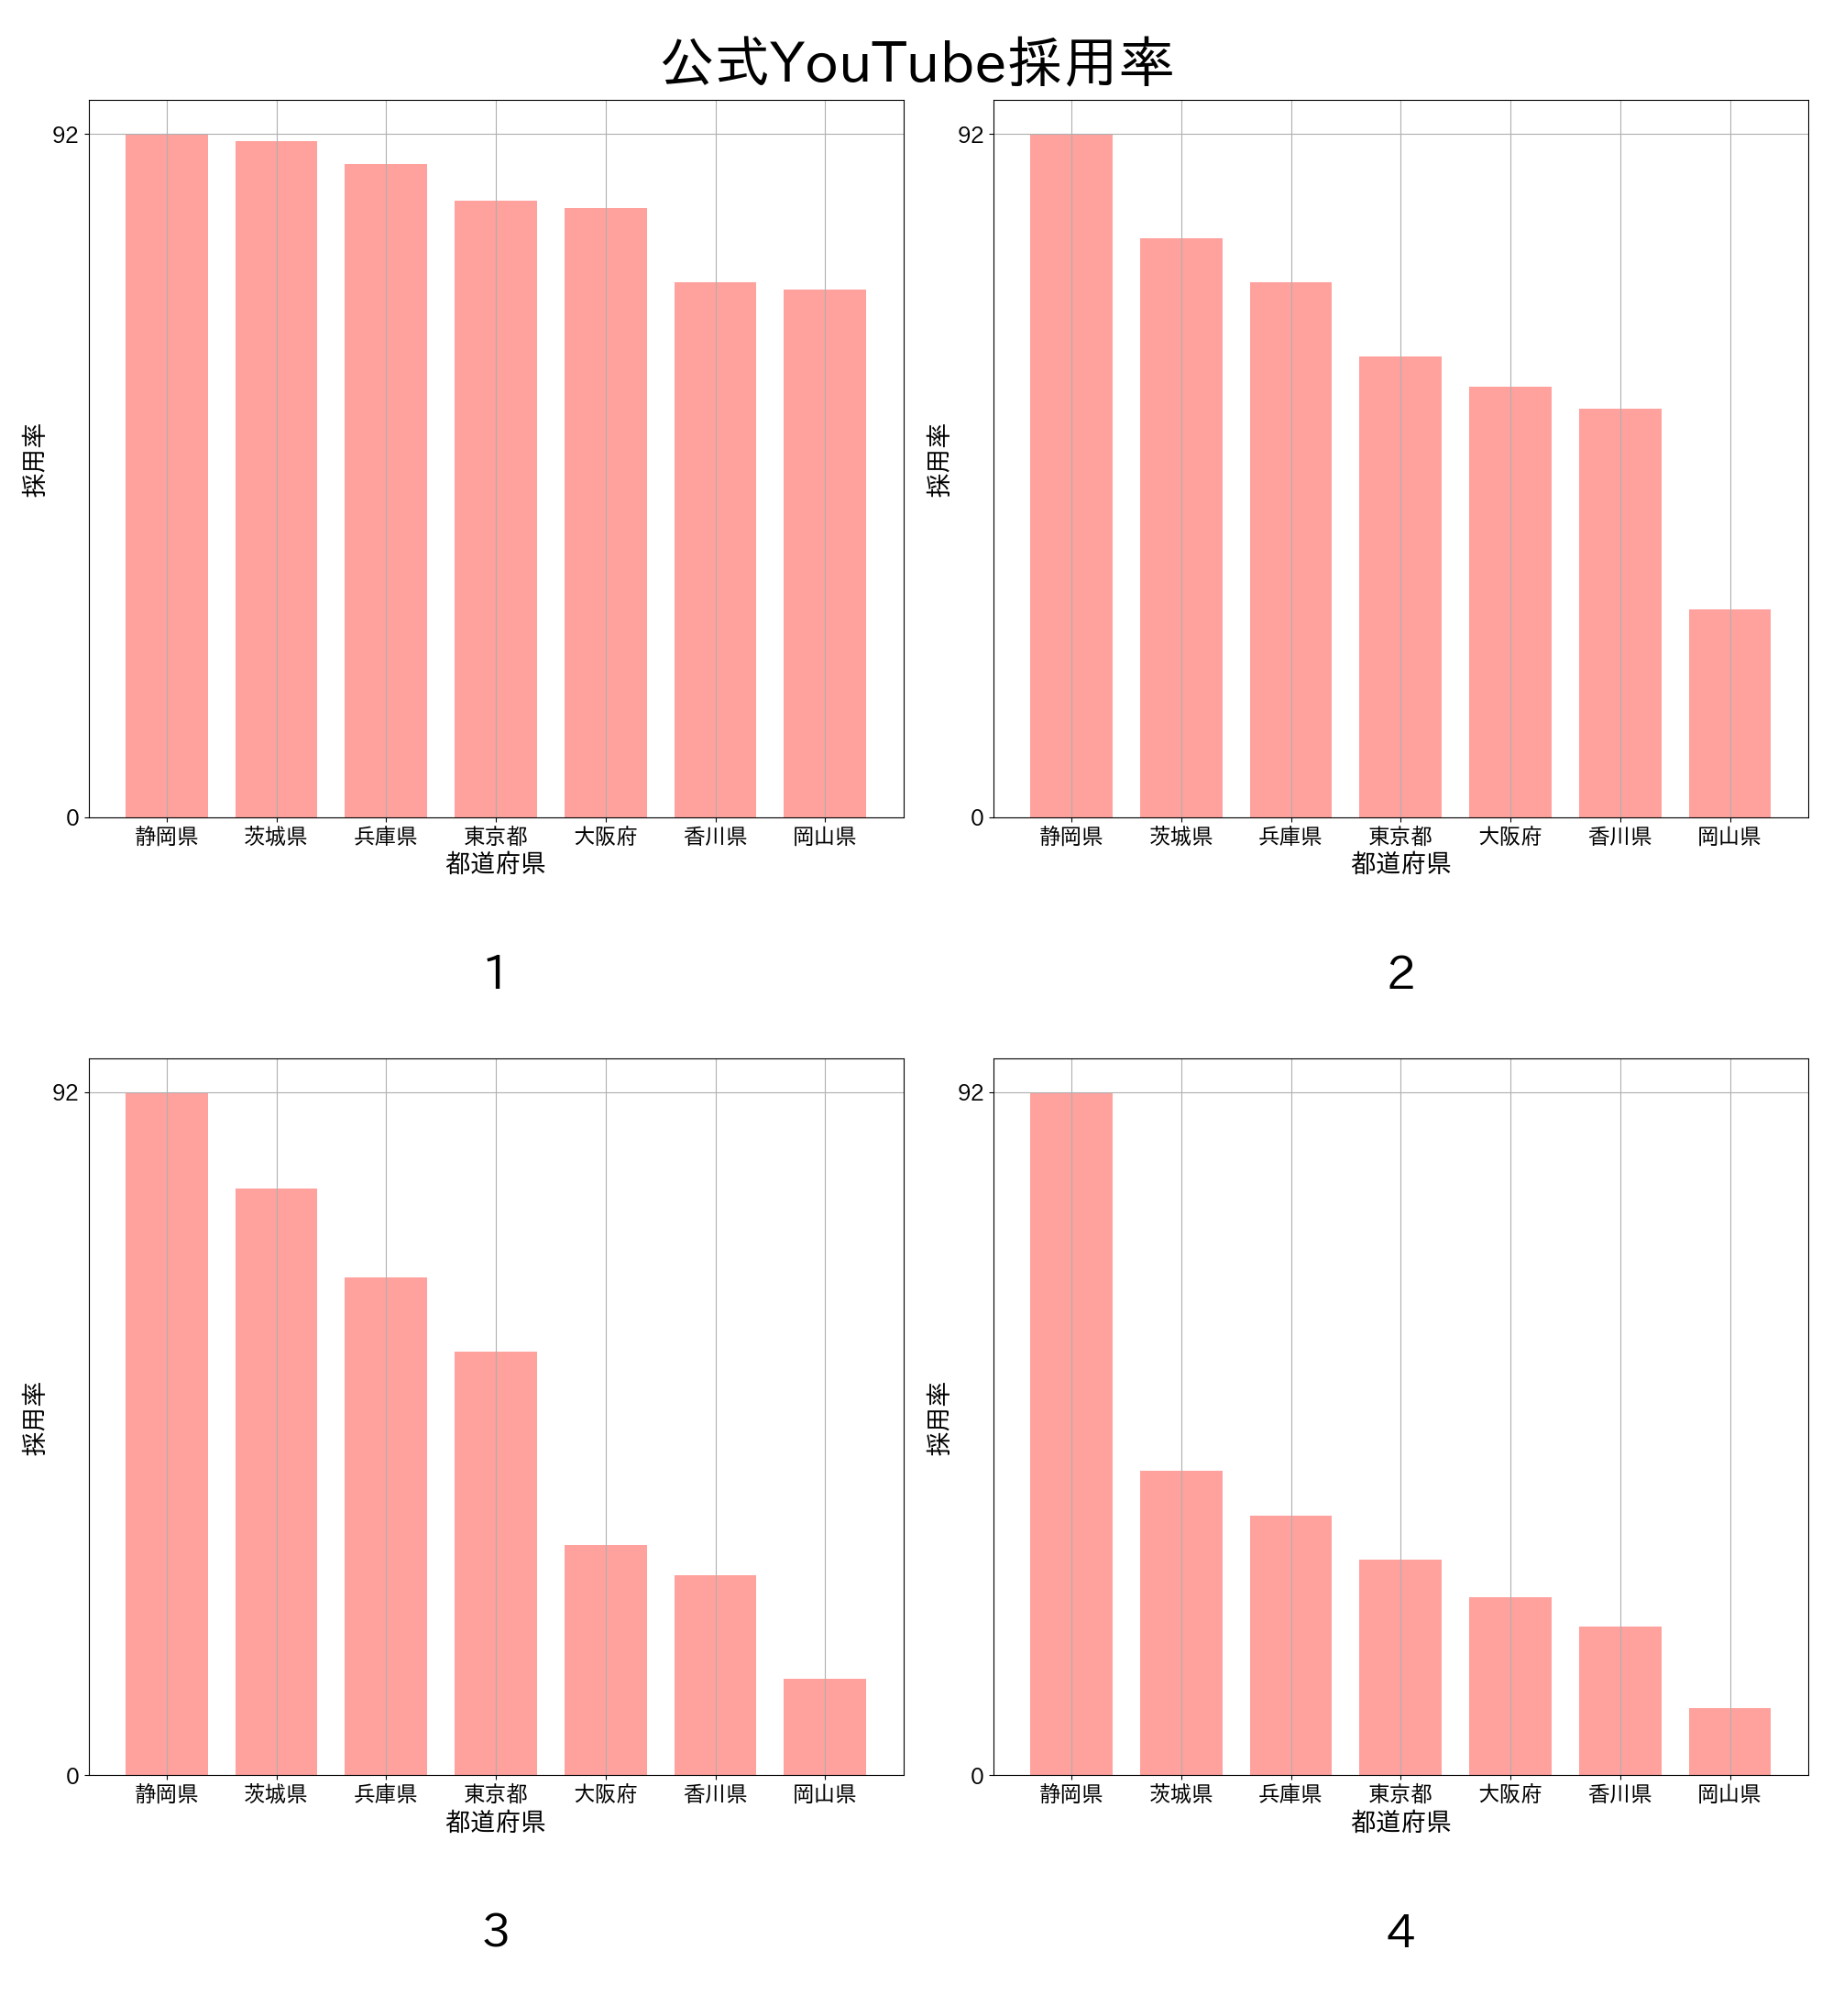 公式YouTube採用率
92
0
採用率
静岡県 茨城県 兵庫県 東京都 大阪府 香川県 岡山県
都道府県
1
92
0
採用率
静岡県 茨城県 兵庫県 東京都 大阪府 香川県 岡山県
都道府県
2
92
0
採用率
静岡県 茨城県 兵庫県 東京都 大阪府 香川県 岡山県
都道府県
3
92
0
採用率
静岡県 茨城県 兵庫県 東京都 大阪府 香川県 岡山県
都道府県
4